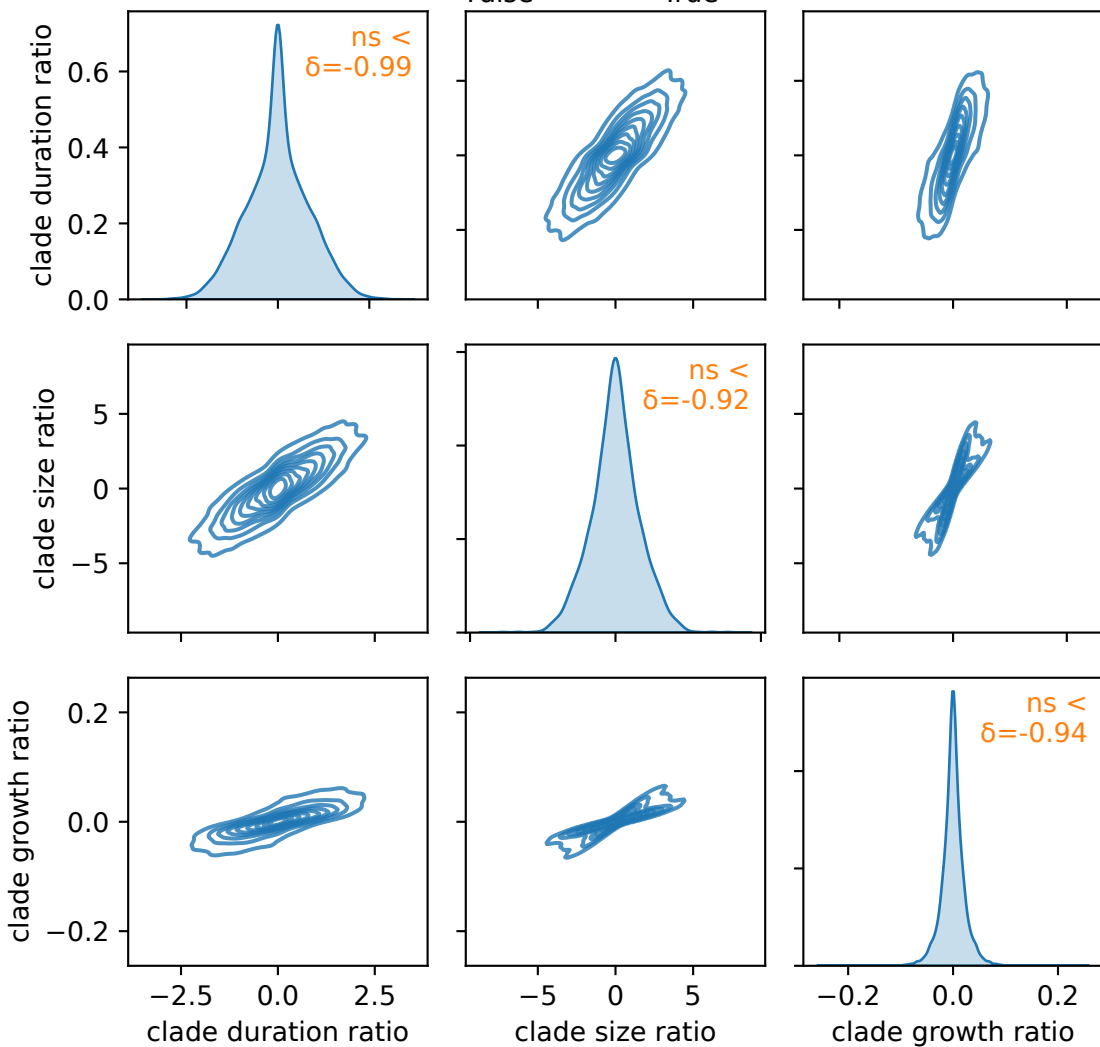 True
clade duration ratio
0.6
0.4
0.2
0.0
ns <
δ=-0.99
clade size ratio
5
0
−5
ns <
δ=-0.92
clade growth ratio
0.2
0.0
−0.2
ns <
δ=-0.94
−2.5 0.0 2.5
−5 0 5
−0.2 0.0 0.2
clade duration ratio
clade size ratio
clade growth ratio